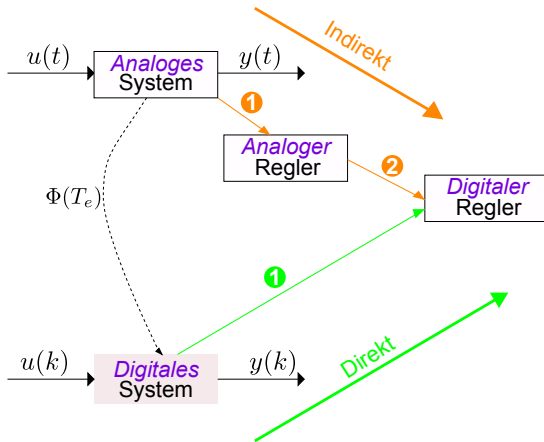 u(t)
Analoges
System
y(t)
Indirekt
1
Analoger
Regler
2
Digitaler
Regler
Φ(T_e)
1
u(k)
Digitales
System
y(k)
Direkt